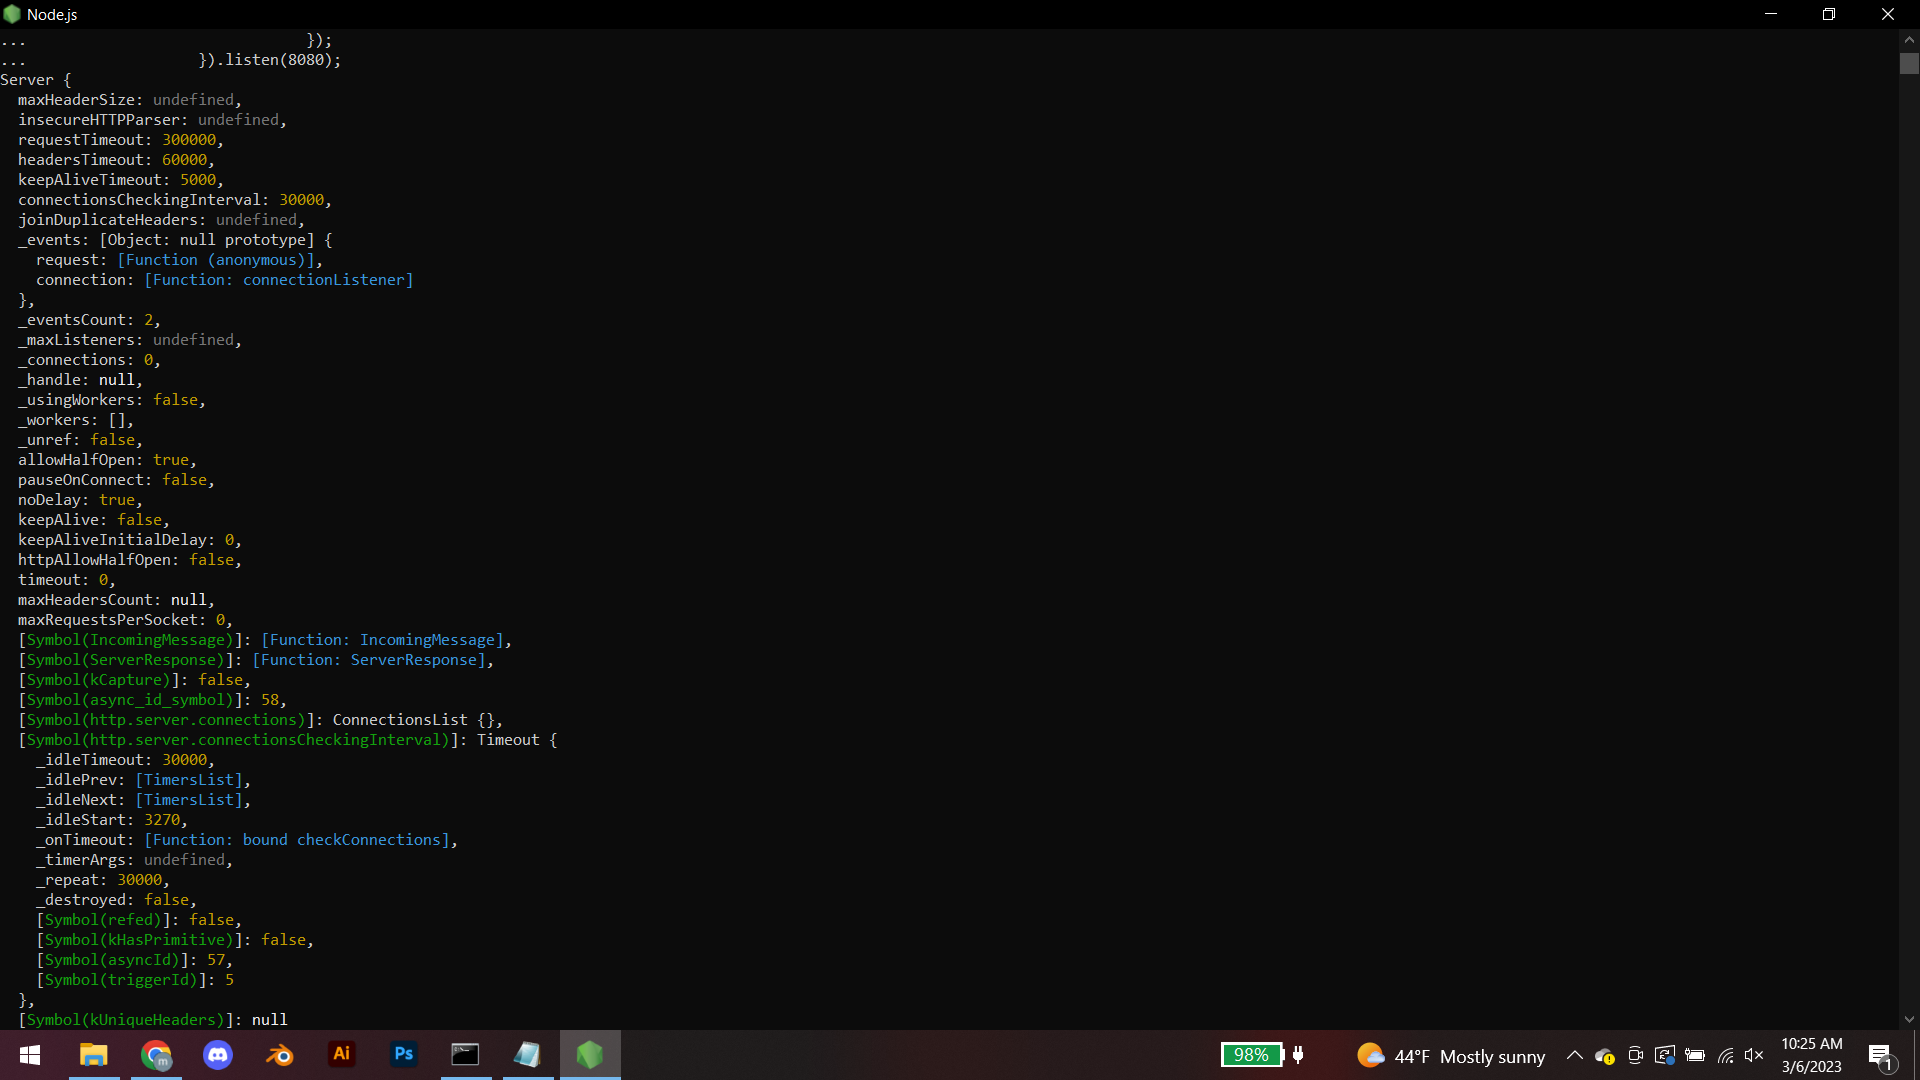 Node.js
...                               });
...                   }).listen(8080);
Server {
  maxHeaderSize: undefined,
  insecureHTTPParser: undefined,
  requestTimeout: 300000,
  headersTimeout: 60000,
  keepAliveTimeout: 5000,
  connectionsCheckingInterval: 30000,
  joinDuplicateHeaders: undefined,
  _events: [Object: null prototype] {
    request: [Function (anonymous)],
    connection: [Function: connectionListener]
  },
  _eventsCount: 2,
  _maxListeners: undefined,
  _connections: 0,
  _handle: null,
  _usingWorkers: false,
  _workers: [],
  _unref: false,
  allowHalfOpen: true,
  pauseOnConnect: false,
  noDelay: true,
  keepAlive: false,
  keepAliveInitialDelay: 0,
  httpAllowHalfOpen: false,
  timeout: 0,
  maxHeadersCount: null,
  maxRequestsPerSocket: 0,
  [Symbol(IncomingMessage)]: [Function: IncomingMessage],
  [Symbol(ServerResponse)]: [Function: ServerResponse],
  [Symbol(kCapture)]: false,
  [Symbol(async_id_symbol)]: 58,
  [Symbol(http.server.connections)]: ConnectionsList {},
  [Symbol(http.server.connectionsCheckingInterval)]: Timeout {
    _idleTimeout: 30000,
    _idlePrev: [TimersList],
    _idleNext: [TimersList],
    _idleStart: 3270,
    _onTimeout: [Function: bound checkConnections],
    _timerArgs: undefined,
    _repeat: 30000,
    _destroyed: false,
    [Symbol(refed)]: false,
    [Symbol(kHasPrimitive)]: false,
    [Symbol(asyncId)]: 57,
    [Symbol(triggerId)]: 5
  },
  [Symbol(kUniqueHeaders)]: null
m
Ai
Ps
98%
44°F Mostly sunny
10:25 AM
3/6/2023
1